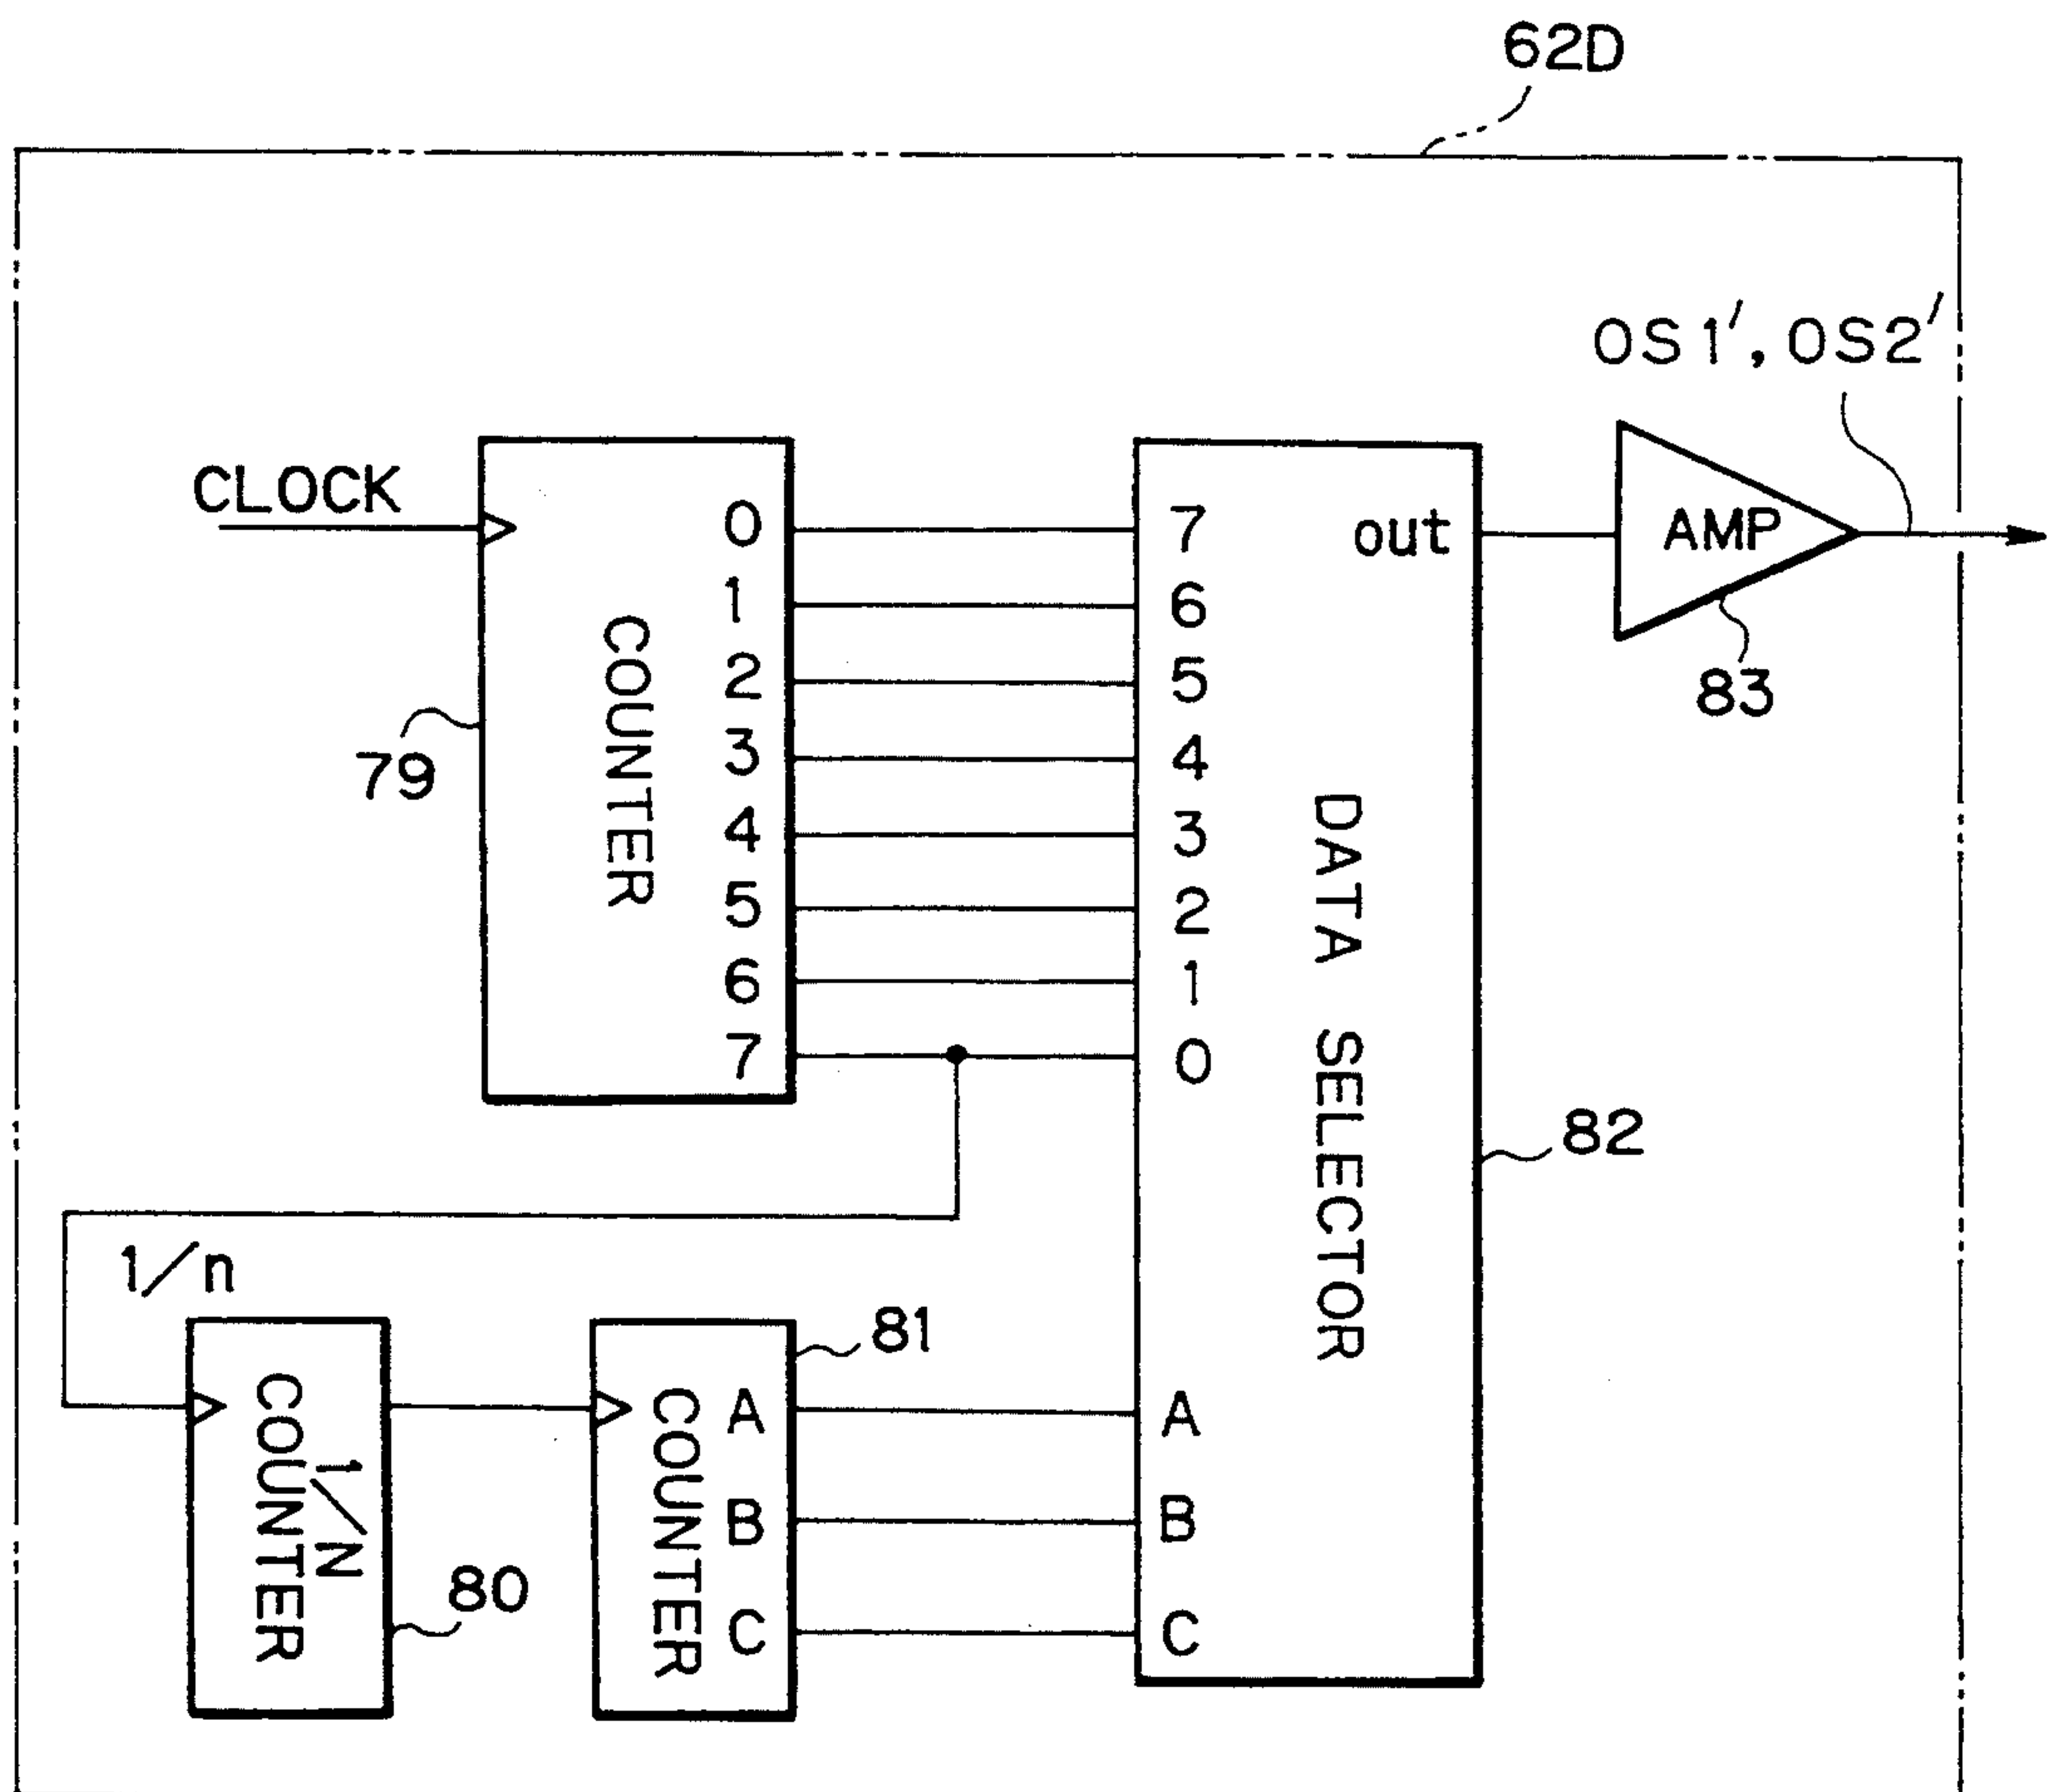 62D
OS1′, OS2′
CLOCK
0 7 out AMP
1 6
2 5
3 4
4 3
5 2
6 1
7 0
COUNTER
79
83
DATA SELECTOR
82
1/n
81
1/N
COUNTER
80
COUNTER
A A
B B
C C